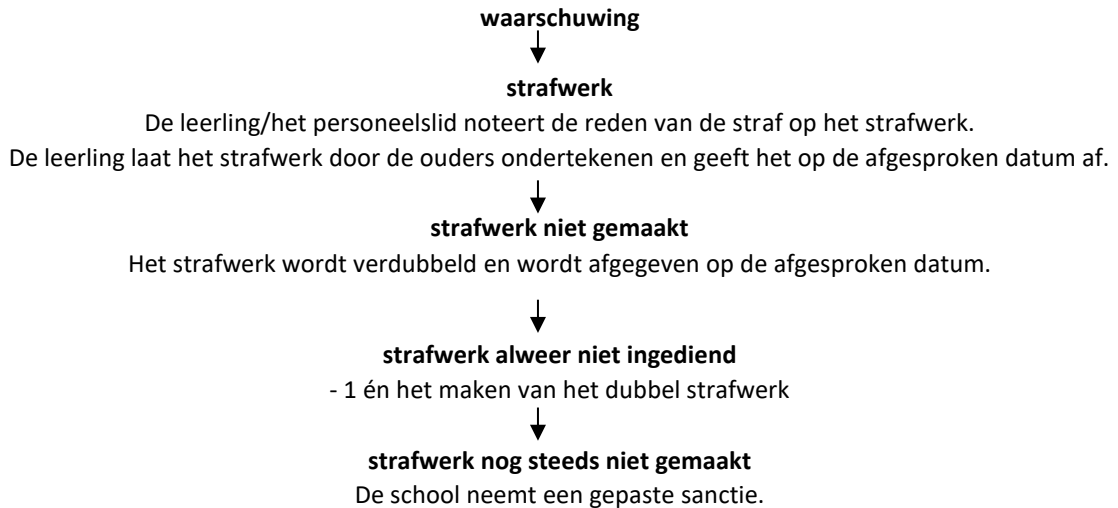 waarschuwing
strafwerk
De leerling/het personeelslid noteert de reden van de straf op het strafwerk.
De leerling laat het strafwerk door de ouders ondertekenen en geeft het op de afgesproken datum af.
strafwerk niet gemaakt
Het strafwerk wordt verdubbeld en wordt afgegeven op de afgesproken datum.
strafwerk alweer niet ingediend
- 1 én het maken van het dubbel strafwerk
strafwerk nog steeds niet gemaakt
De school neemt een gepaste sanctie.